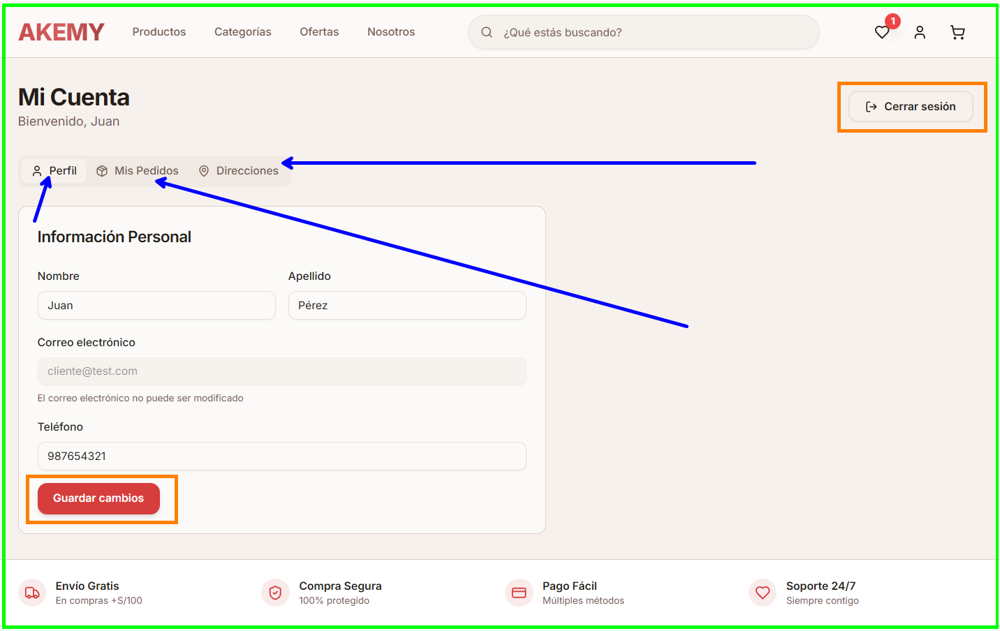 AKEMY
Productos
Categorías
Ofertas
Nosotros
¿Qué estás buscando?
1
Mi Cuenta
Bienvenido, Juan
Cerrar sesión
Perfil
Mis Pedidos
Direcciones
Información Personal
Nombre
Apellido
Juan
Pérez
Correo electrónico
cliente@test.com
El correo electrónico no puede ser modificado
Teléfono
987654321
Guardar cambios
Envío Gratis
En compras +S/100
Compra Segura
100% protegido
Pago Fácil
Múltiples métodos
Soporte 24/7
Siempre contigo